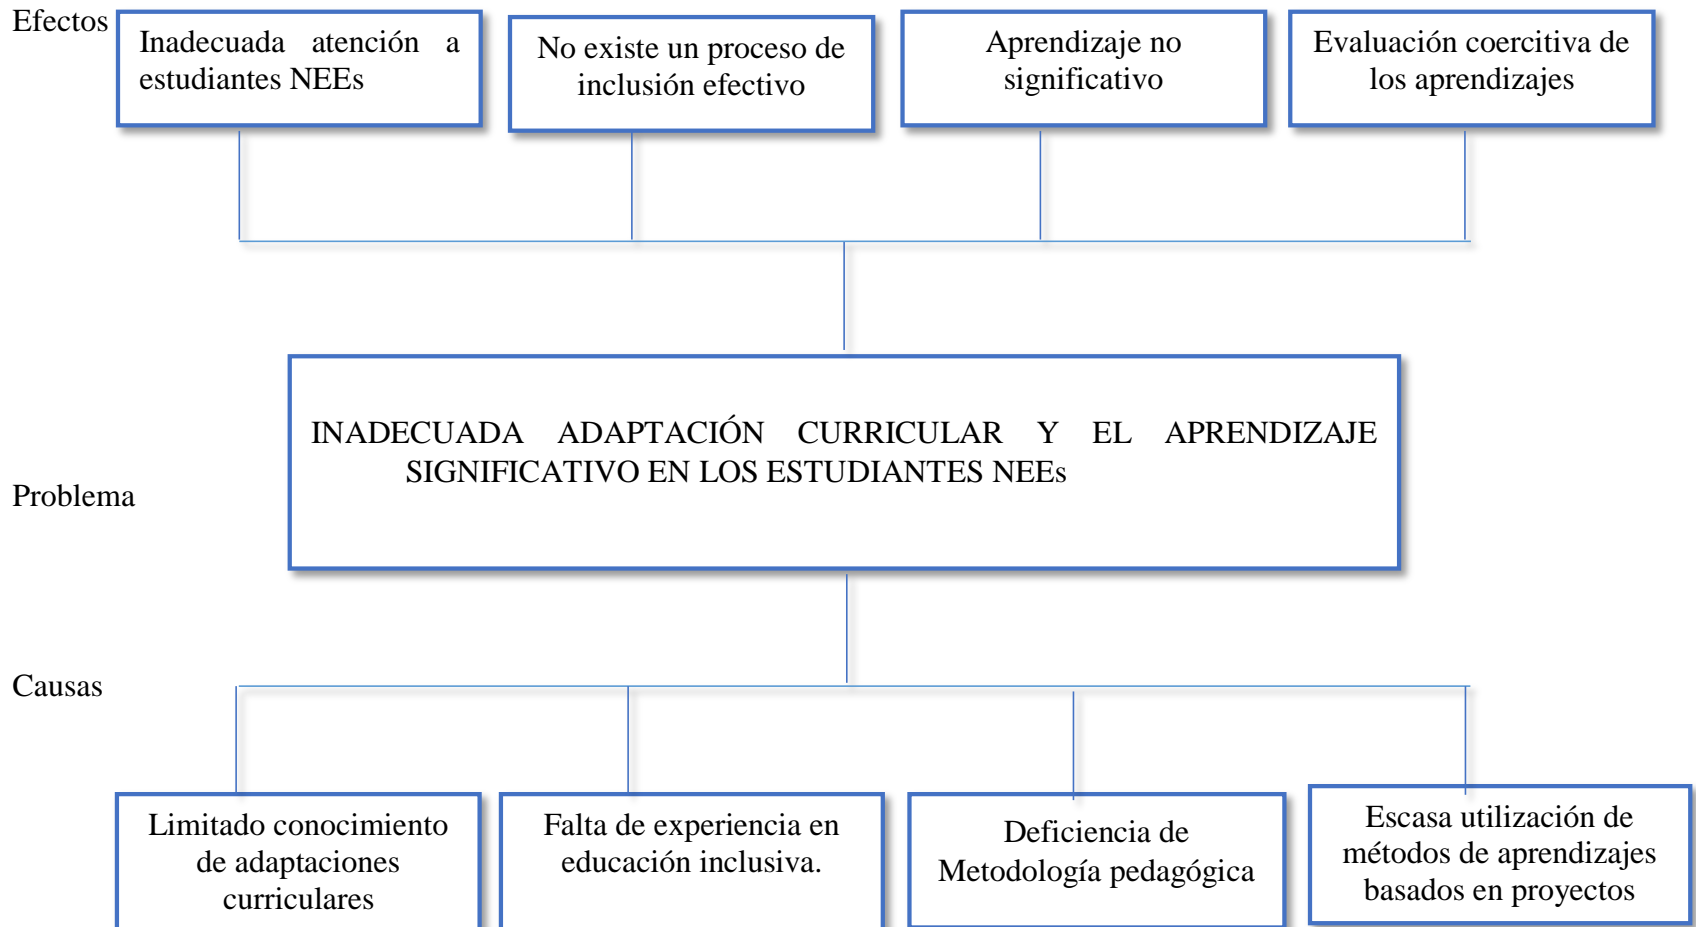 Efectos
Inadecuada atención a
estudiantes NEEs
No existe un proceso de
inclusión efectivo
Aprendizaje no
significativo
Evaluación coercitiva de
los aprendizajes
INADECUADA ADAPTACIÓN CURRICULAR Y EL APRENDIZAJE
SIGNIFICATIVO EN LOS ESTUDIANTES NEEs
Problema
Causas
Limitado conocimiento
de adaptaciones
curriculares
Falta de experiencia en
educación inclusiva.
Deficiencia de
Metodología pedagógica
Escasa utilización de
métodos de aprendizajes
basados en proyectos